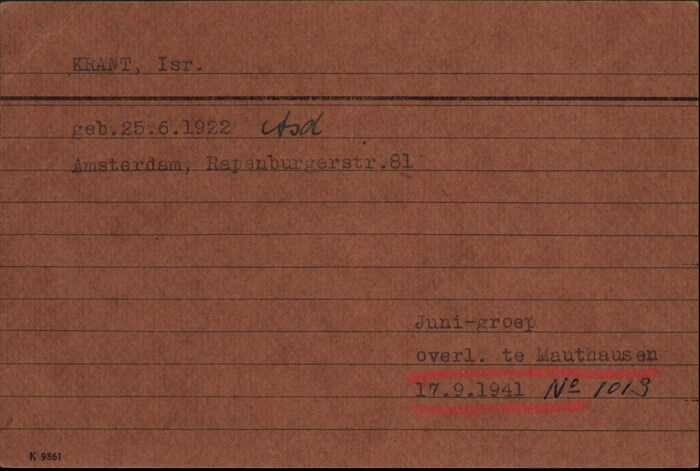 KRANT, Isr.
geb.25.6.1922 Asd
Amsterdam, Rapenburgerstr.81
Juni-groep
overl. te Mauthausen
17.9.1941 No 1013
K 9861